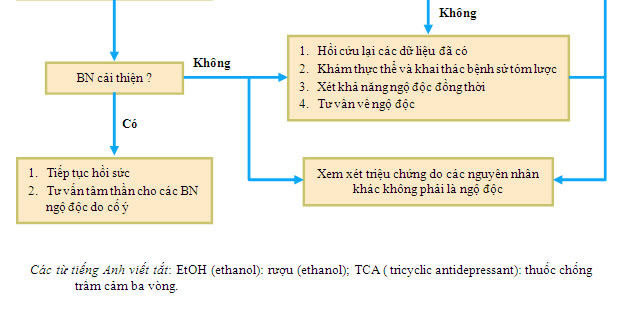 Không
1. Hồi cứu lại các dữ liệu đã có
2. Khám thực thể và khai thác bệnh sử tóm lược
3. Xét khả năng ngộ độc đồng thời
4. Tư vấn về ngộ độc
BN cải thiện ?
Không
Có
1. Tiếp tục hồi sức
2. Tư vấn tâm thần cho các BN
ngộ độc do cố ý
Xem xét triệu chứng do các nguyên nhân
khác không phải là ngộ độc
Các từ tiếng Anh viết tắt: EtOH (ethanol): rượu (ethanol); TCA ( tricyclic antidepressant): thuốc chống
trầm cảm ba vòng.